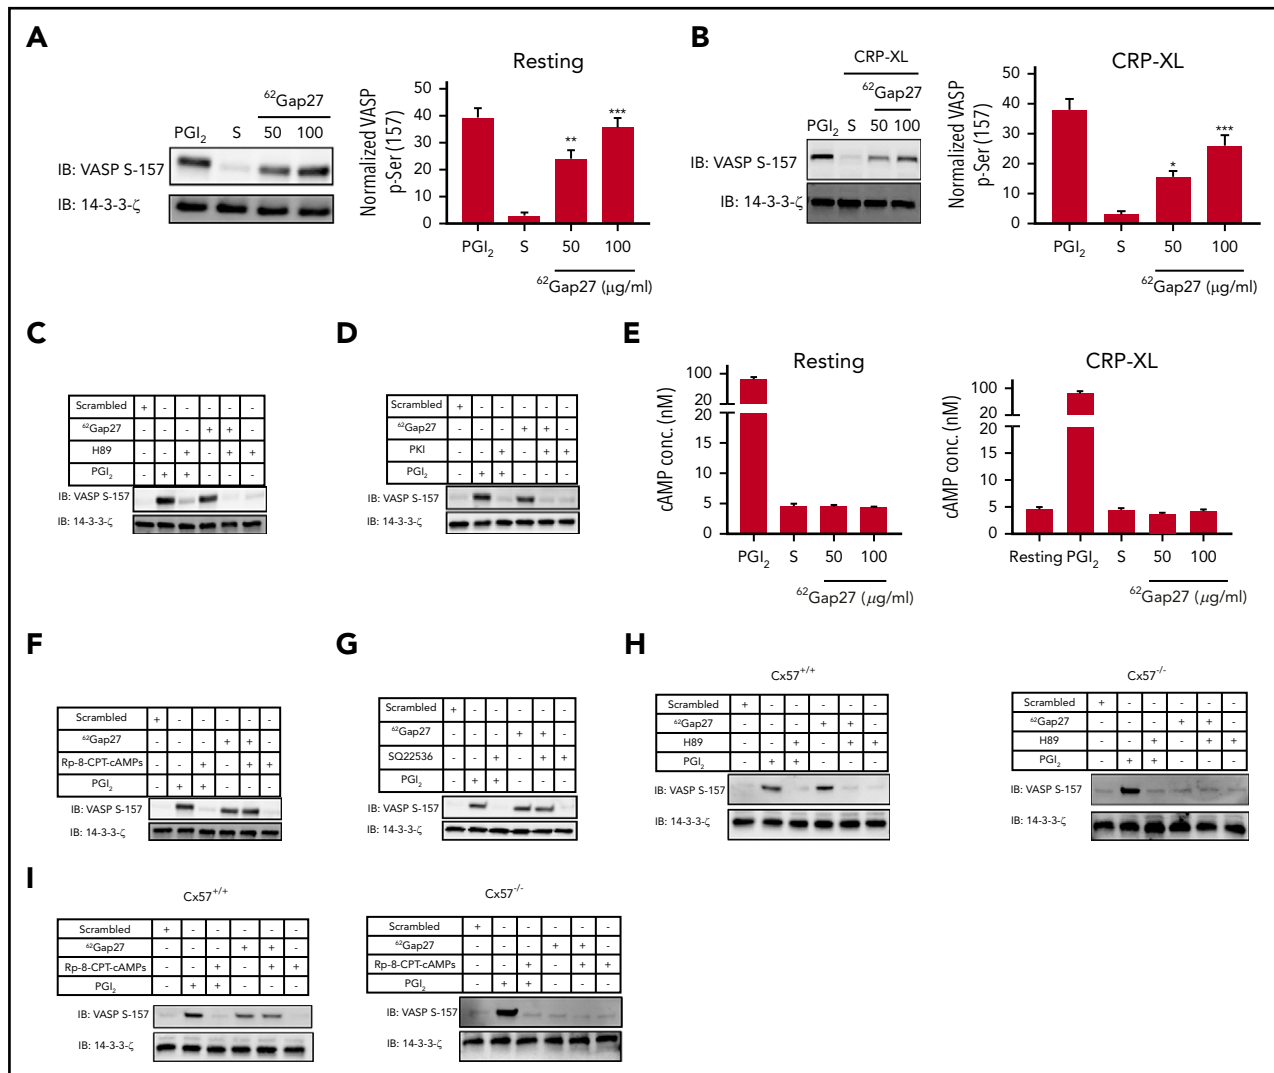 A
⁶²Gap27
PGI₂ S 50 100
IB: VASP S-157
IB: 14-3-3-ζ
Resting
Normalized VASP
p-Ser (157)
50
40
30
20
10
0
** ***
PGI₂ S 50 100
⁶²Gap27 (μg/ml)
B
CRP-XL
⁶²Gap27
PGI₂ S 50 100
IB: VASP S-157
IB: 14-3-3-ζ
CRP-XL
Normalized VASP
p-Ser (157)
50
40
30
20
10
0
* ***
PGI₂ S 50 100
⁶²Gap27 (μg/ml)
C
Scrambled + - - - - -
⁶²Gap27 - - - + + -
H89 - - + - + +
PGI₂ - + + - - -
IB: VASP S-157
IB: 14-3-3-ζ
D
Scrambled + - - - - -
⁶²Gap27 - - - + + -
PKI - - + - + +
PGI₂ - + + - - -
IB: VASP S-157
IB: 14-3-3-ζ
E
Resting
cAMP conc. (nM)
100
20
20
15
10
5
0
PGI₂ S 50 100
⁶²Gap27 (μg/ml)
CRP-XL
cAMP conc. (nM)
100
20
20
15
10
5
0
Resting PGI₂ S 50 100
⁶²Gap27 (μg/ml)
F
Scrambled + - - - - -
⁶²Gap27 - - - + + -
Rp-8-CPT-cAMPs - - + - + +
PGI₂ - + + - - -
IB: VASP S-157
IB: 14-3-3-ζ
G
Scrambled + - - - - -
⁶²Gap27 - - - + + -
SQ22536 - - + - + +
PGI₂ - + + - - -
IB: VASP S-157
IB: 14-3-3-ζ
H
Cx57⁺/⁺
Scrambled + - - - - -
⁶²Gap27 - - - + + -
H89 - - + - + +
PGI₂ - + + - - -
IB: VASP S-157
IB: 14-3-3-ζ
Cx57⁻/⁻
Scrambled + - - - - -
⁶²Gap27 - - - + + -
H89 - - + - + +
PGI₂ - + + - - -
IB: VASP S-157
IB: 14-3-3-ζ
I
Cx57⁺/⁺
Scrambled + - - - - -
⁶²Gap27 - - - + + -
Rp-8-CPT-cAMPs - - + - + +
PGI₂ - + + - - -
IB: VASP S-157
IB: 14-3-3-ζ
Cx57⁻/⁻
Scrambled + - - - - -
⁶²Gap27 - - - + + -
Rp-8-CPT-cAMPs - - + - + +
PGI₂ - + + - - -
IB: VASP S-157
IB: 14-3-3-ζ